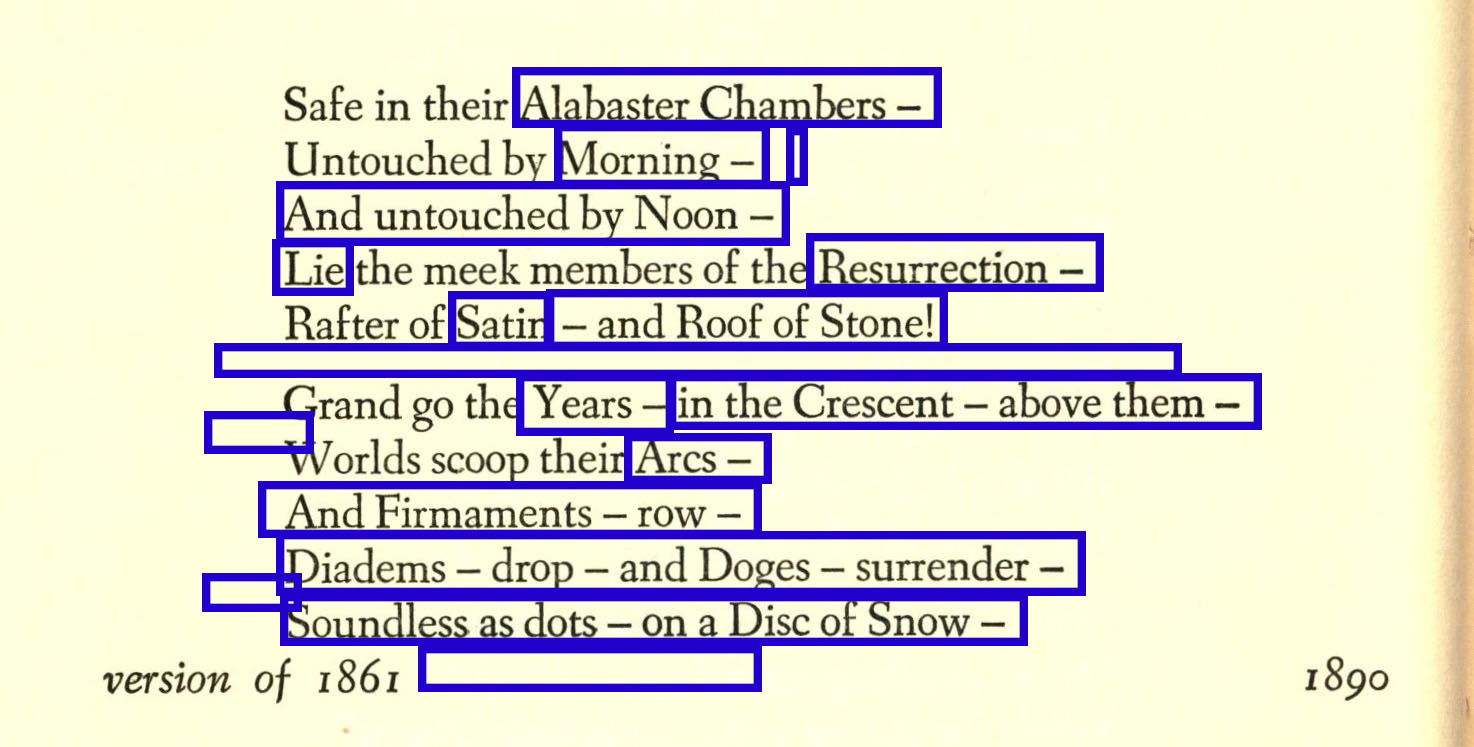 Safe in their Alabaster Chambers –
Untouched by Morning –
And untouched by Noon –
Lie the meek members of the Resurrection –
Rafter of Satin – and Roof of Stone!
Grand go the Years – in the Crescent – above them –
Worlds scoop their Arcs –
And Firmaments – row –
Diadems – drop – and Doges – surrender –
Soundless as dots – on a Disc of Snow –
version of 1861 1890